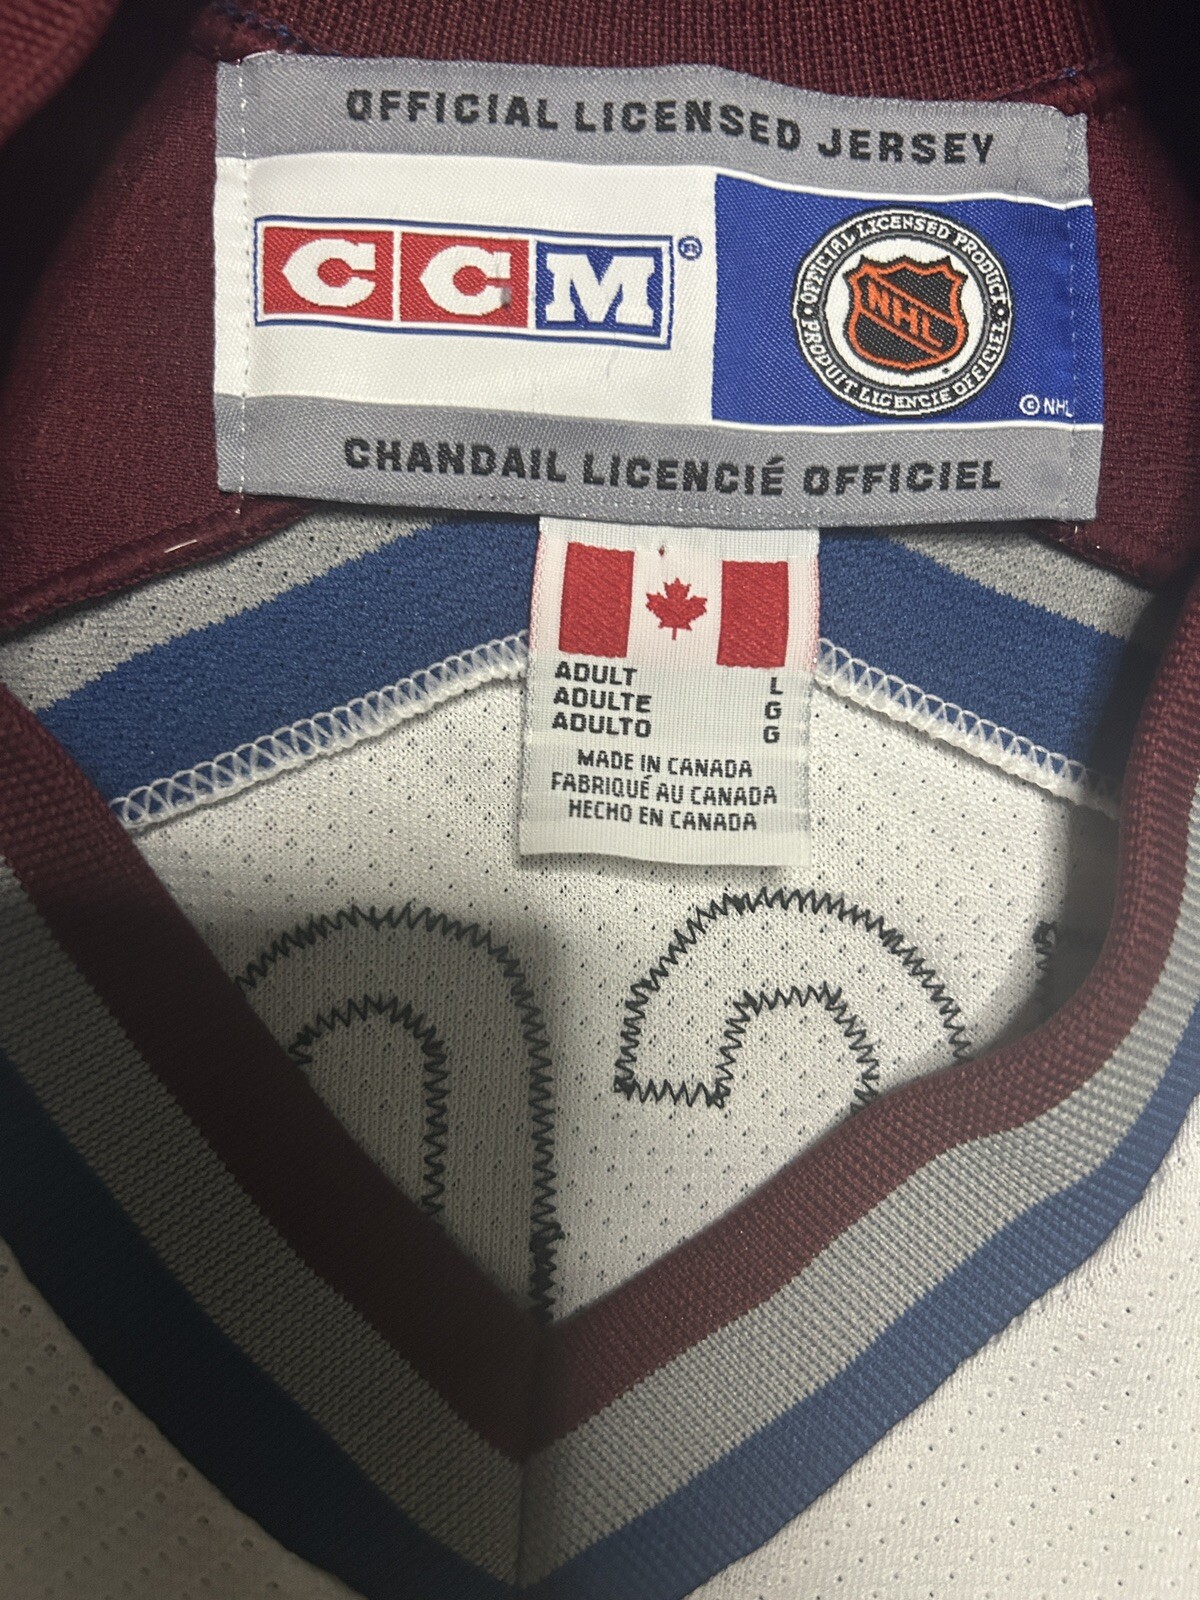 OFFICIAL LICENSED JERSEY
CCM®
OFFICIAL LICENSED PRODUCT
NHL
PRODUIT LICENCIE OFFICIEL
© NHL
CHANDAIL LICENCIÉ OFFICIEL
ADULT L
ADULTE G
ADULTO G
MADE IN CANADA
FABRIQUÉ AU CANADA
HECHO EN CANADA